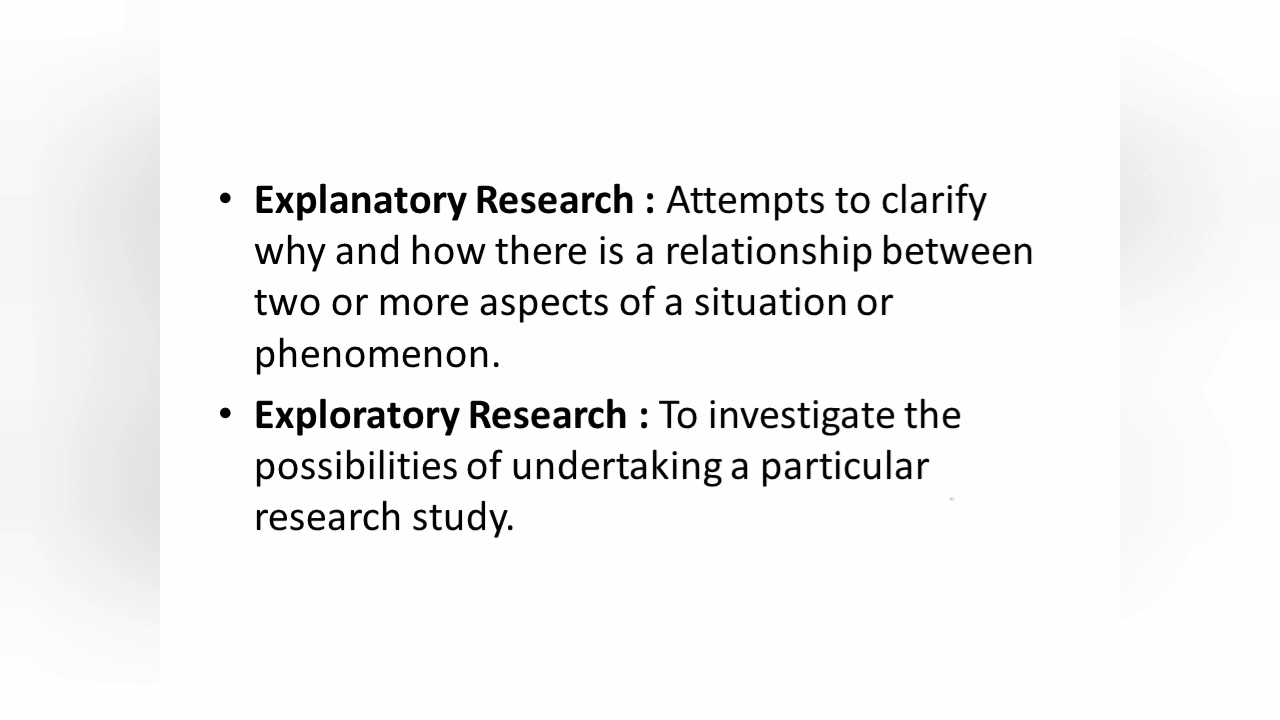 • Explanatory Research : Attempts to clarify
why and how there is a relationship between
two or more aspects of a situation or
phenomenon.
• Exploratory Research : To investigate the
possibilities of undertaking a particular
research study.